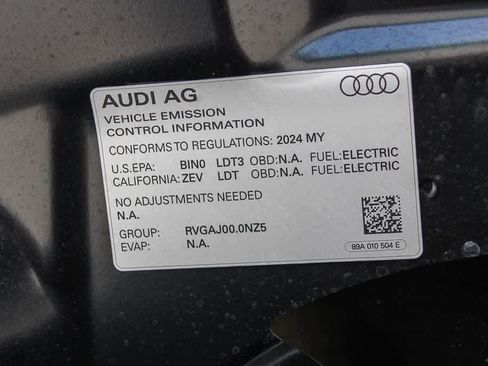 AUDI AG
VEHICLE EMISSION
CONTROL INFORMATION
CONFORMS TO REGULATIONS: 2024 MY
U.S.EPA: BIN0 LDT3 OBD:N.A. FUEL:ELECTRIC
CALIFORNIA: ZEV LDT OBD:N.A. FUEL:ELECTRIC
NO ADJUSTMENTS NEEDED
N.A.
GROUP: RVGAJ00.0NZ5
EVAP: N.A.
89A 010 504 E